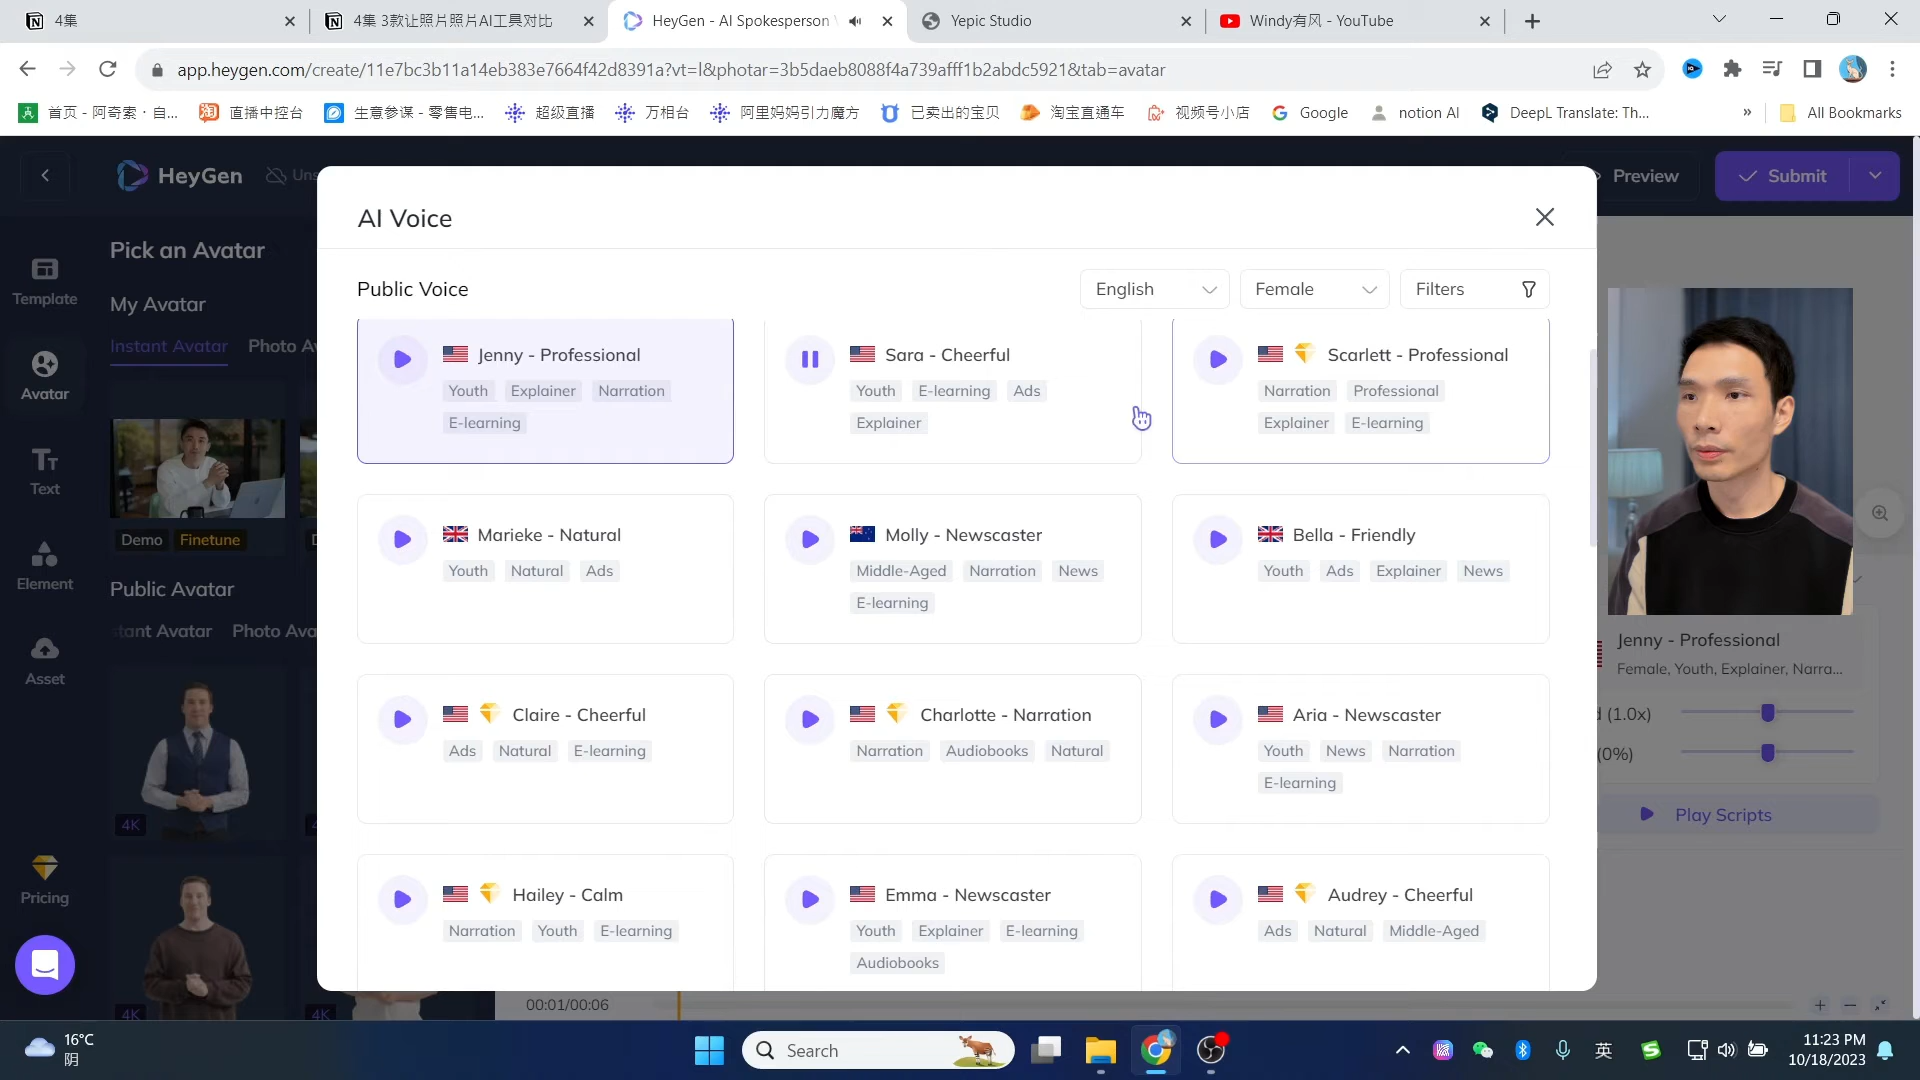 4集
4集 3款让照片照片AI工具对比
HeyGen - AI Spokesperson
Yepic Studio
Windy有风 - YouTube
app.heygen.com/create/11e7bc3b11a14eb383e7664f42d8391a?vt=l&photar=3b5daeb8088f4a739afff1b2abdc5921&tab=avatar
首页 - 阿奇索 · 自...
直播中控台
生意参谋 - 零售电...
超级直播
万相台
阿里妈妈引力魔方
已卖出的宝贝
淘宝直通车
视频号小店
Google
notion AI
DeepL Translate: Th...
»
All Bookmarks
HeyGen
Uns
Preview
Submit
AI Voice
Public Voice
English
Female
Filters
Template
Avatar
Text
Element
Asset
Pricing
Pick an Avatar
My Avatar
Instant Avatar
Photo Av
Demo
Finetune
Public Avatar
tant Avatar
Photo Ava
4K
4K
4K
Jenny - Professional
Youth Explainer Narration
E-learning
Sara - Cheerful
Youth E-learning Ads
Explainer
Scarlett - Professional
Narration Professional
Explainer E-learning
Marieke - Natural
Youth Natural Ads
Molly - Newscaster
Middle-Aged Narration News
E-learning
Bella - Friendly
Youth Ads Explainer News
Claire - Cheerful
Ads Natural E-learning
Charlotte - Narration
Narration Audiobooks Natural
Aria - Newscaster
Youth News Narration
E-learning
Hailey - Calm
Narration Youth E-learning
Emma - Newscaster
Youth Explainer E-learning
Audiobooks
Audrey - Cheerful
Ads Natural Middle-Aged
Jenny - Professional
Female, Youth, Explainer, Narra...
(1.0x)
(0%)
Play Scripts
00:01/00:06
16°C
阴
Search
英
11:23 PM
10/18/2023